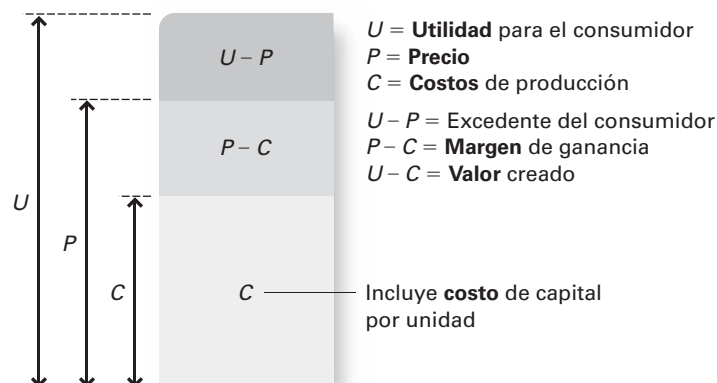 U – P
P – C
C
U
P
C
U = Utilidad para el consumidor
P = Precio
C = Costos de producción
U – P = Excedente del consumidor
P – C = Margen de ganancia
U – C = Valor creado
Incluye costo de capital
por unidad